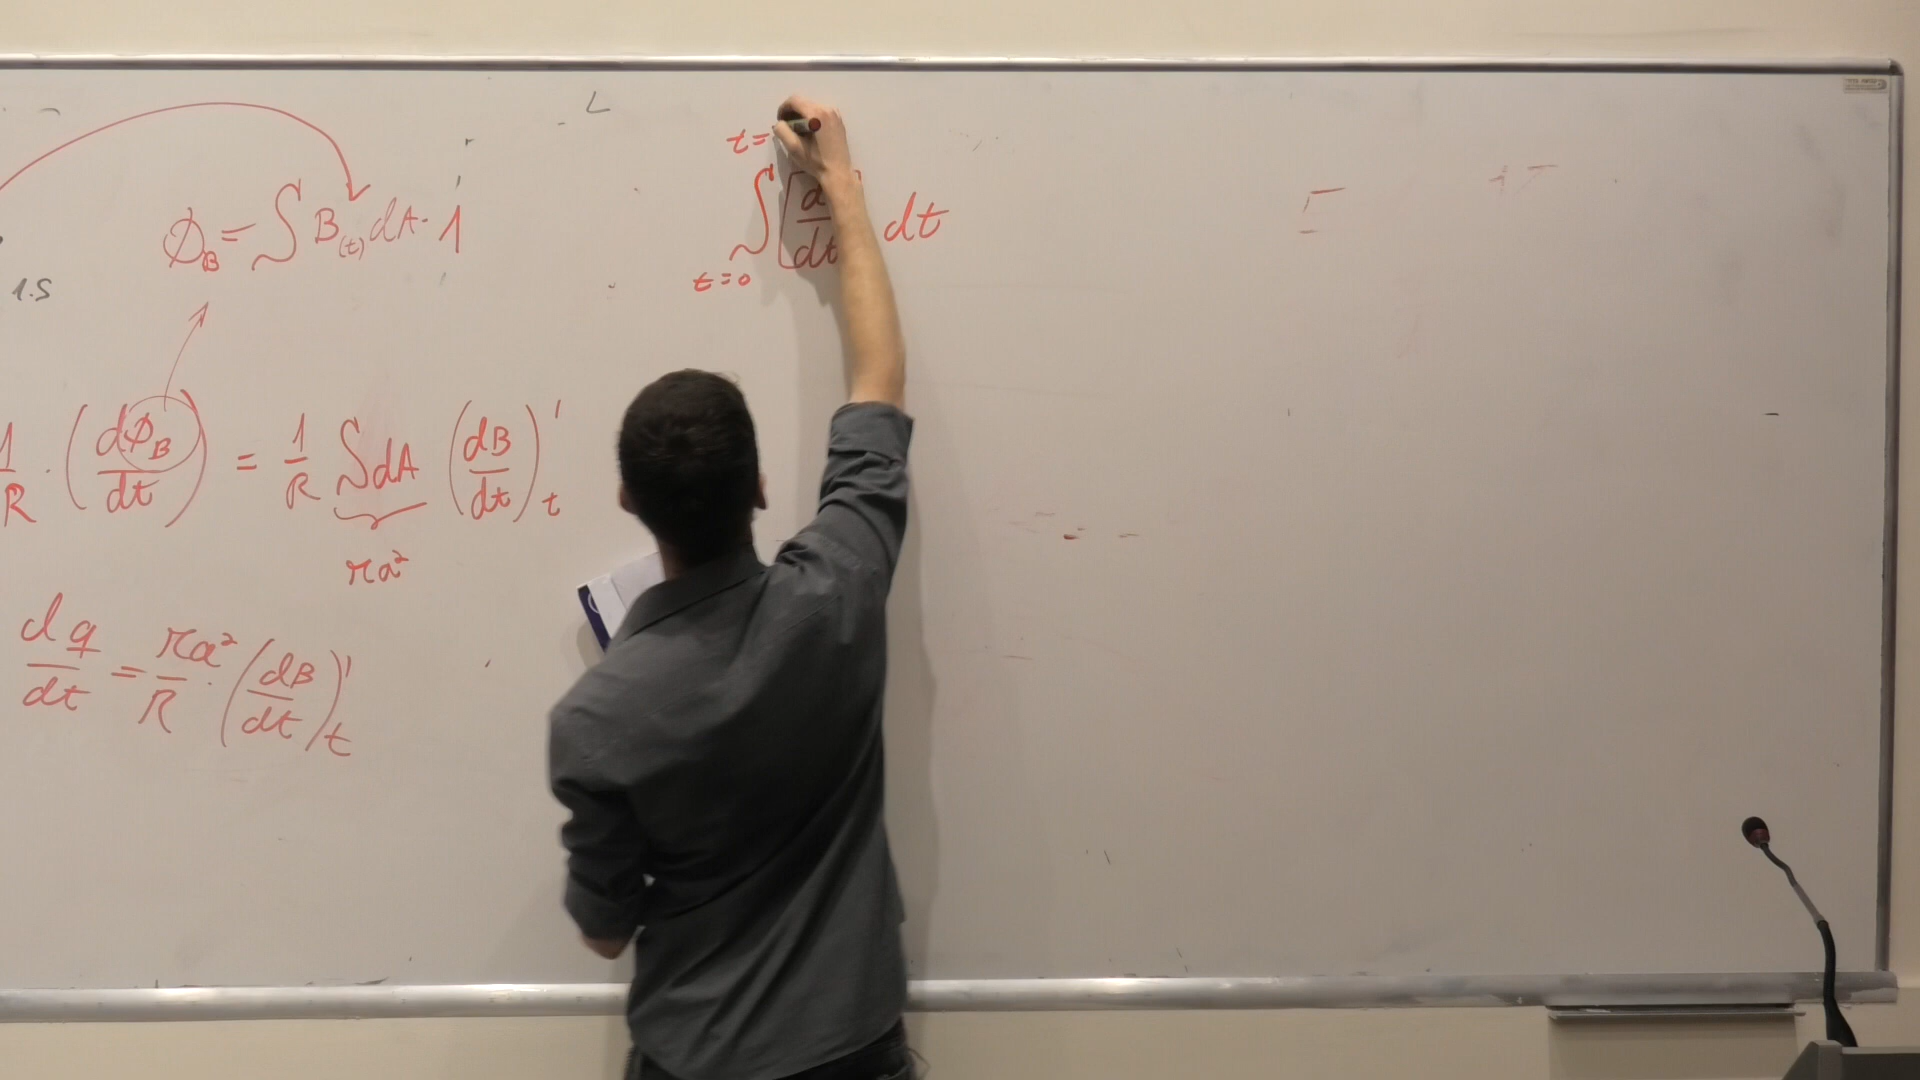 Φ_B = ∫ B_(t) dA · 1
1.5
1/R · (dΦ_B/dt) = 1/R ∫dA (dB/dt)'_t
πa²
dq/dt = πa²/R · (dB/dt)'_t
t=
∫ [d/dt dt
t=0